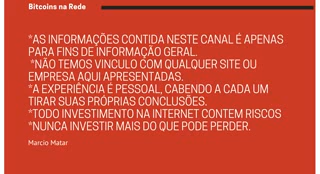 Bitcoins na Rede
*AS INFORMAÇÕES CONTIDA NESTE CANAL É APENAS
PARA FINS DE INFORMAÇÃO GERAL.
*NÃO TEMOS VINCULO COM QUALQUER SITE OU
EMPRESA AQUI APRESENTADAS.
*A EXPERIÊNCIA É PESSOAL, CABENDO A CADA UM
TIRAR SUAS PRÓPRIAS CONCLUSÕES.
*TODO INVESTIMENTO NA INTERNET CONTEM RISCOS
*NUNCA INVESTIR MAIS DO QUE PODE PERDER.
Marcio Matar